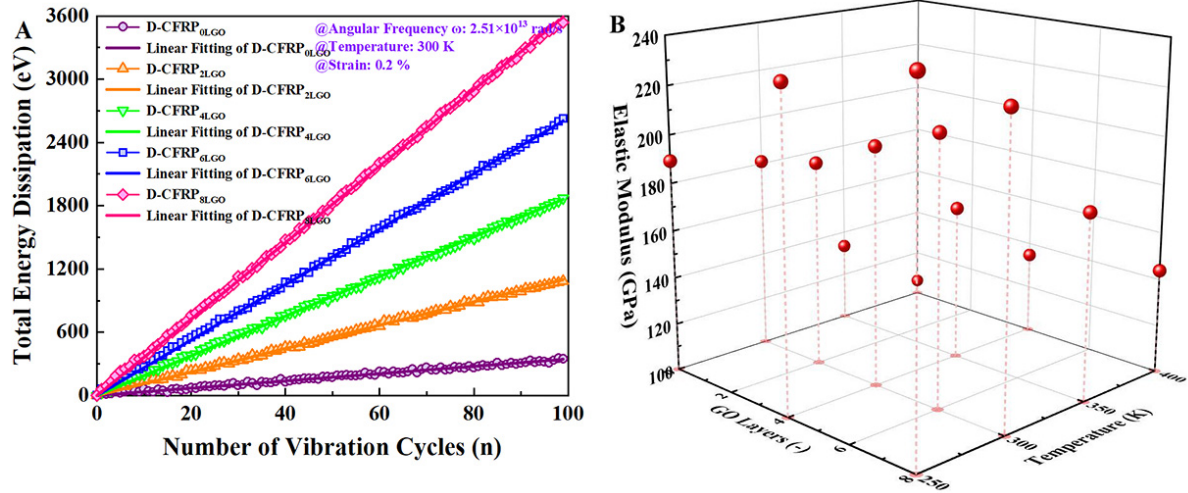 A
D-CFRP0LGO
Linear Fitting of D-CFRP0LGO
D-CFRP2LGO
Linear Fitting of D-CFRP2LGO
D-CFRP4LGO
Linear Fitting of D-CFRP4LGO
D-CFRP6LGO
Linear Fitting of D-CFRP6LGO
D-CFRP8LGO
Linear Fitting of D-CFRP8LGO
@Angular Frequency ω: 2.51×10¹³ rad/s
@Temperature: 300 K
@Strain: 0.2 %
Total Energy Dissipation (eV)
3600
3000
2400
1800
1200
600
0
0 20 40 60 80 100
Number of Vibration Cycles (n)
B
Elastic Modulus (GPa)
240
220
200
180
160
140
120
100
0
2
4
6
8
GO Layers (-)
250
300
350
400
Temperature (K)